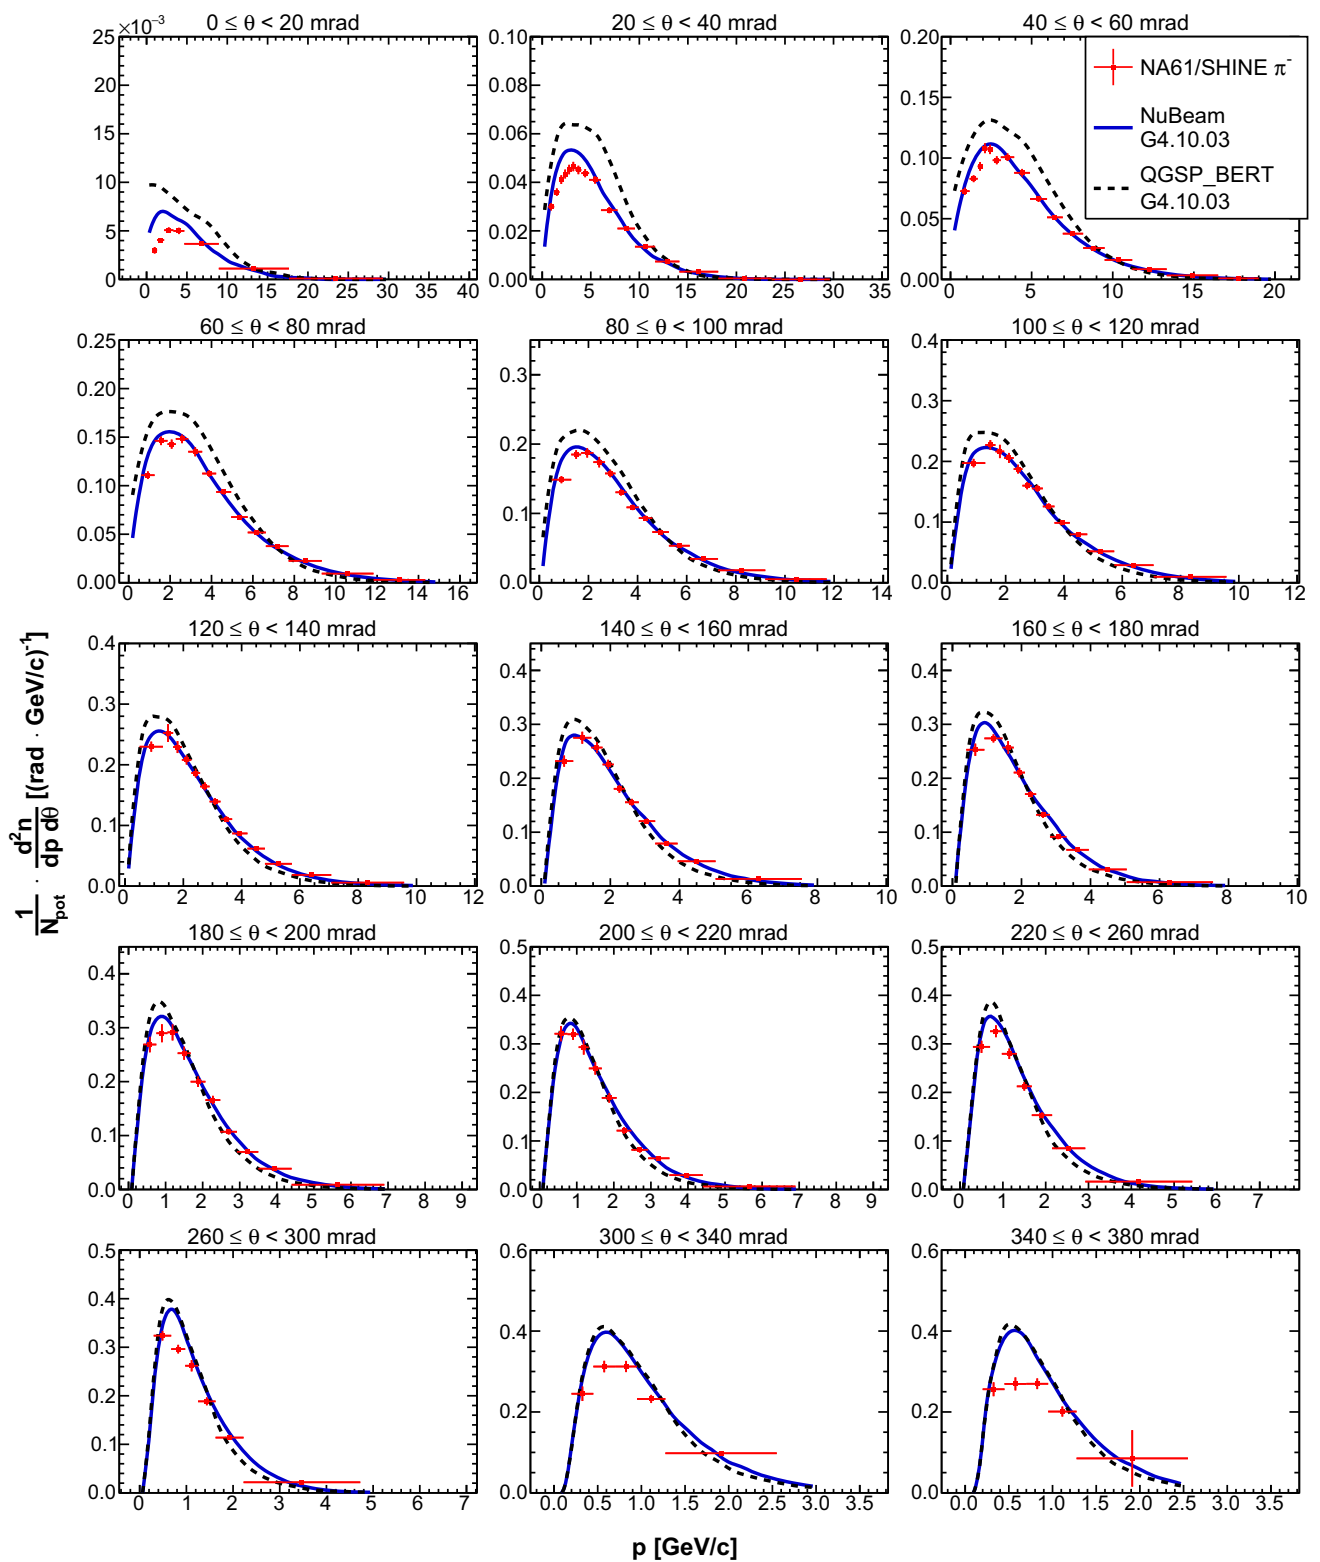 ×10⁻³ 0 ≤ θ < 20 mrad 20 ≤ θ < 40 mrad 40 ≤ θ < 60 mrad
25 0.10 0.20
NA61/SHINE π⁻
20 0.08
NuBeam
G4.10.03
0.15
15 0.06
QGSP_BERT
G4.10.03
10 0.04 0.10
5 0.02 0.05
0 0.00 0.00
0 5 10 15 20 25 30 35 40 0 5 10 15 20 25 30 35 0 5 10 15 20
60 ≤ θ < 80 mrad 80 ≤ θ < 100 mrad 100 ≤ θ < 120 mrad
0.25 0.4
0.20 0.3 0.3
0.15 0.2 0.2
0.10
0.05 0.1 0.1
0.00 0.0 0.0
0 2 4 6 8 10 12 14 16 0 2 4 6 8 10 12 14 0 2 4 6 8 10 12
120 ≤ θ < 140 mrad 140 ≤ θ < 160 mrad 160 ≤ θ < 180 mrad
0.4 0.4 0.4
0.3 0.3 0.3
0.2 0.2 0.2
0.1 0.1 0.1
0.0 0.0 0.0
0 2 4 6 8 10 12 0 2 4 6 8 10 0 2 4 6 8 10
1/N_pot · d²n/dp dθ [(rad · GeV/c)⁻¹]
180 ≤ θ < 200 mrad 200 ≤ θ < 220 mrad 220 ≤ θ < 260 mrad
0.5 0.5
0.4 0.4 0.4
0.3 0.3 0.3
0.2 0.2 0.2
0.1 0.1 0.1
0.0 0.0 0.0
0 1 2 3 4 5 6 7 8 9 0 1 2 3 4 5 6 7 8 9 0 1 2 3 4 5 6 7
260 ≤ θ < 300 mrad 300 ≤ θ < 340 mrad 340 ≤ θ < 380 mrad
0.5 0.6 0.6
0.4 0.4 0.4
0.3
0.2 0.2 0.2
0.1
0.0 0.0 0.0
0 1 2 3 4 5 6 7 0.0 0.5 1.0 1.5 2.0 2.5 3.0 3.5 0.0 0.5 1.0 1.5 2.0 2.5 3.0 3.5
p [GeV/c]